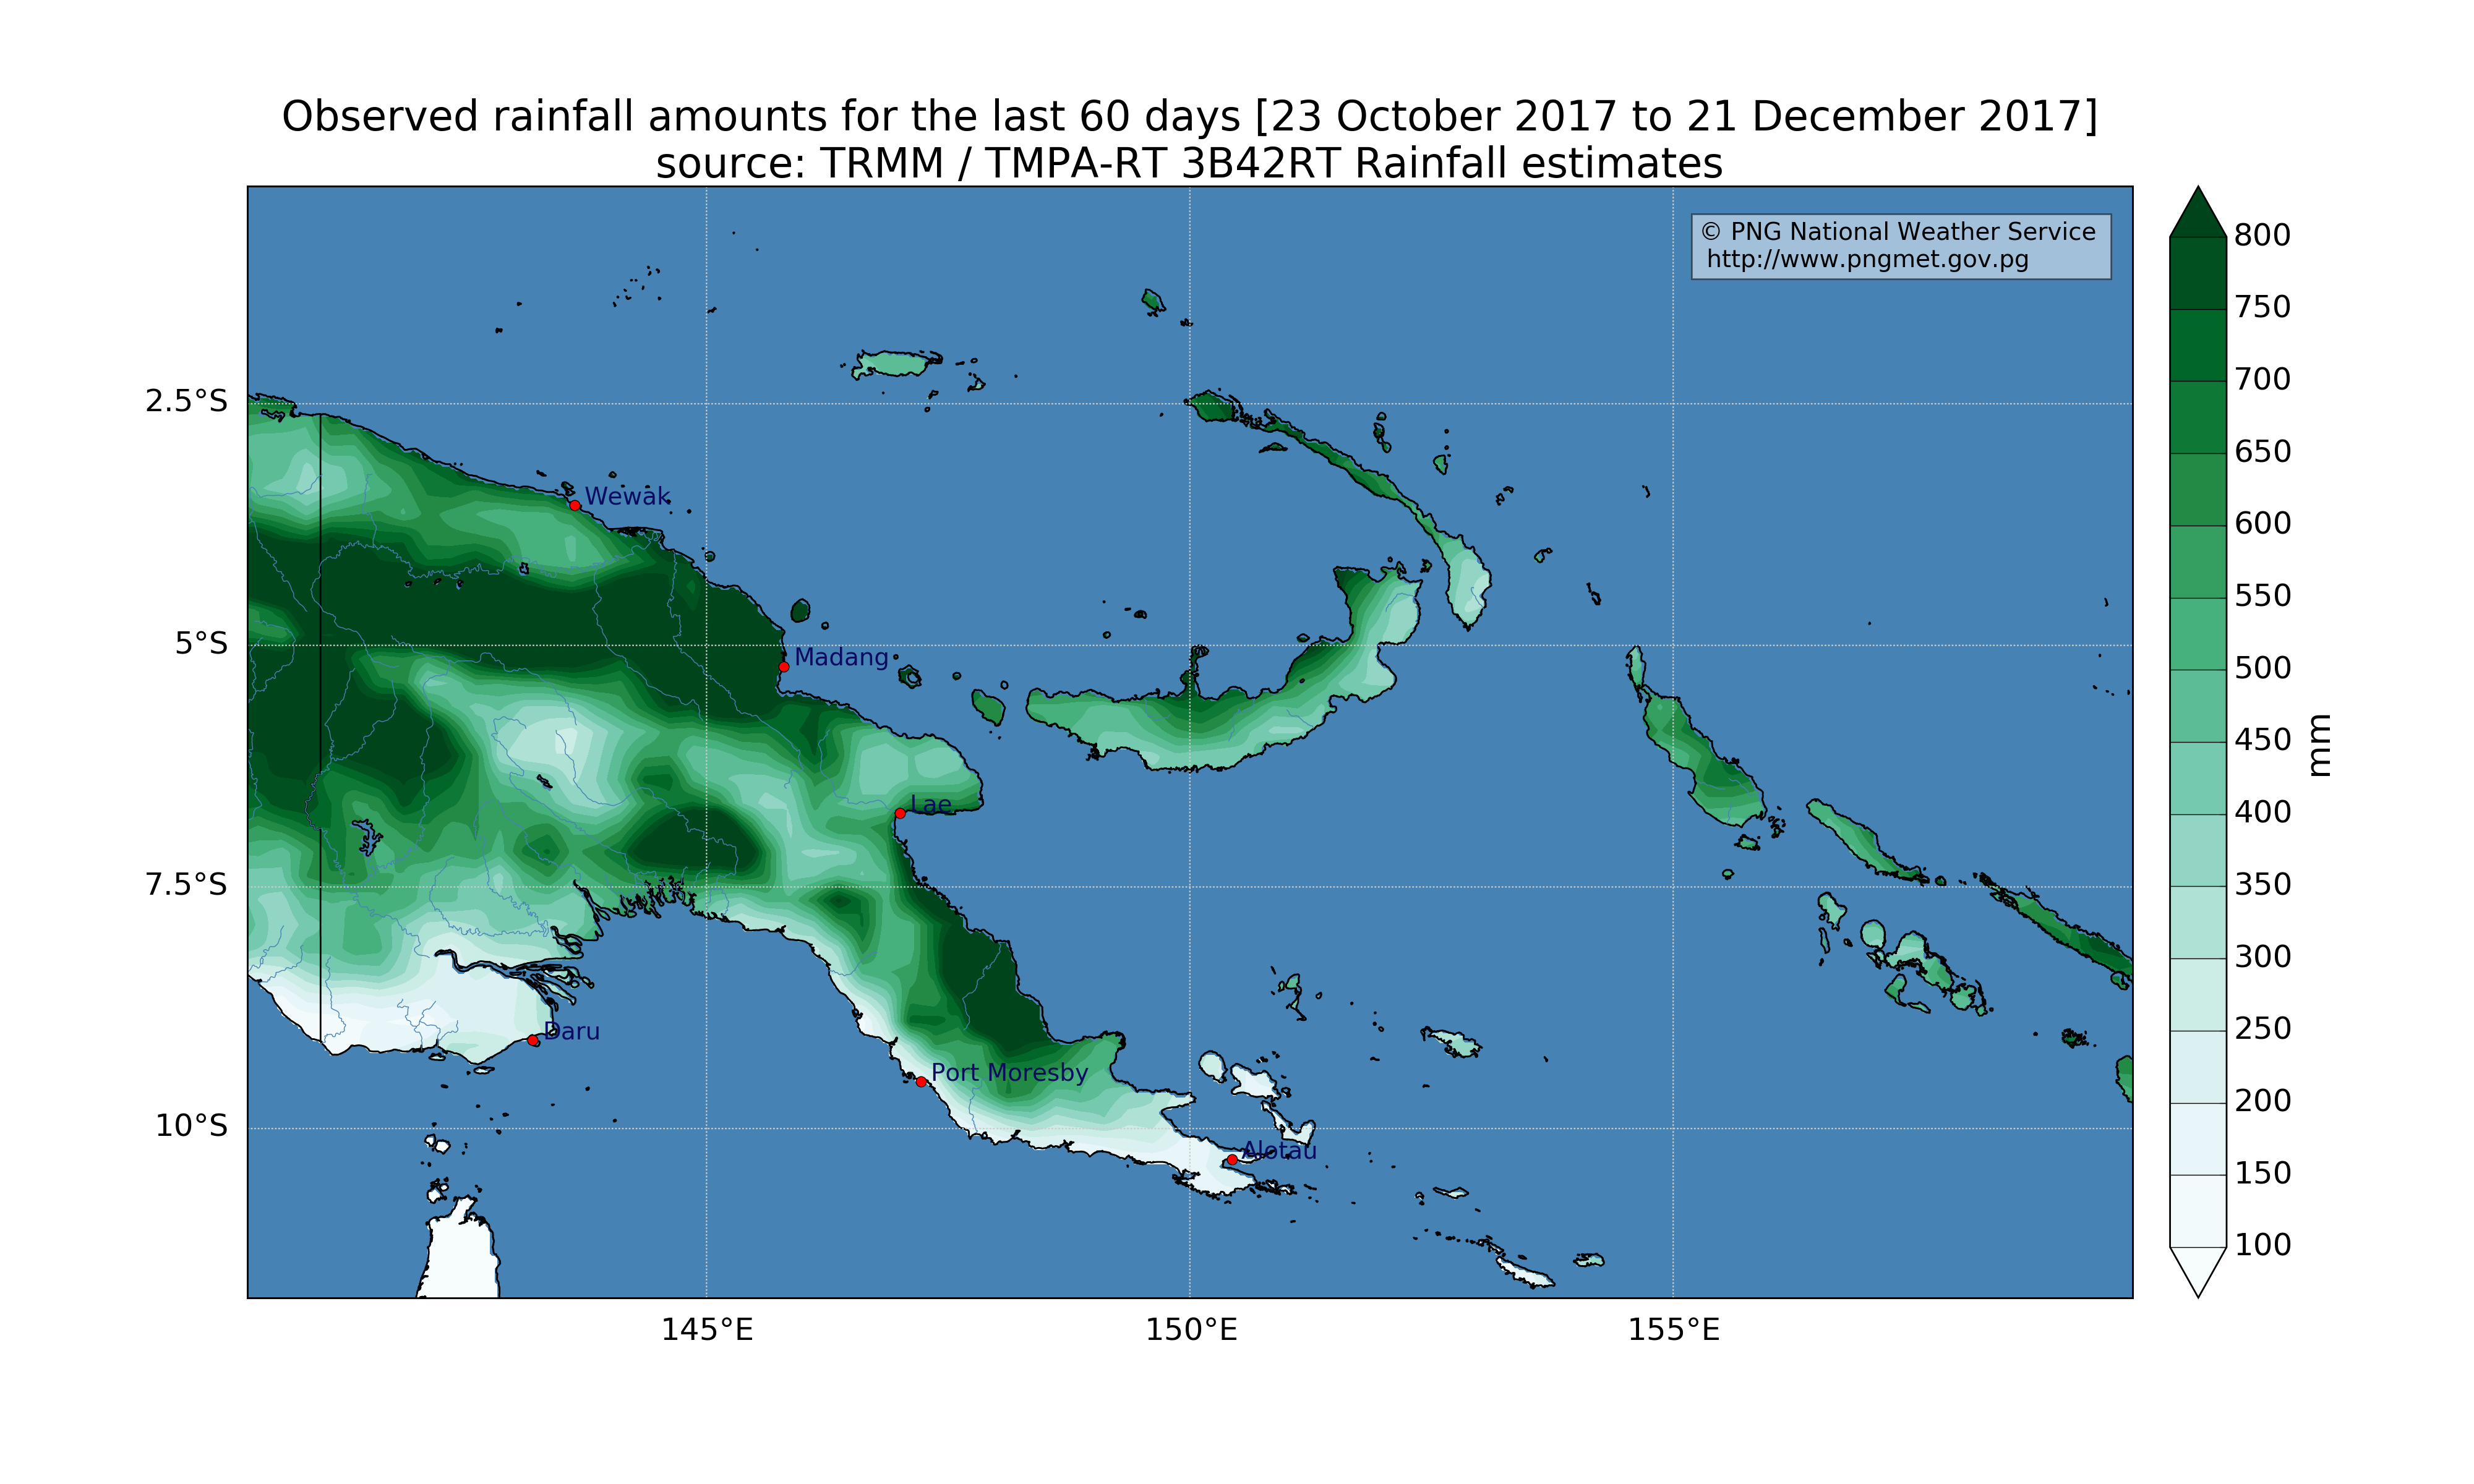 Observed rainfall amounts for the last 60 days [23 October 2017 to 21 December 2017]
source: TRMM / TMPA-RT 3B42RT Rainfall estimates
© PNG National Weather Service
http://www.pngmet.gov.pg
2.5°S
5°S
7.5°S
10°S
Wewak
Madang
Lae
Daru
Port Moresby
Alotau
145°E
150°E
155°E
800
750
700
650
600
550
500
450
400
350
300
250
200
150
100
mm